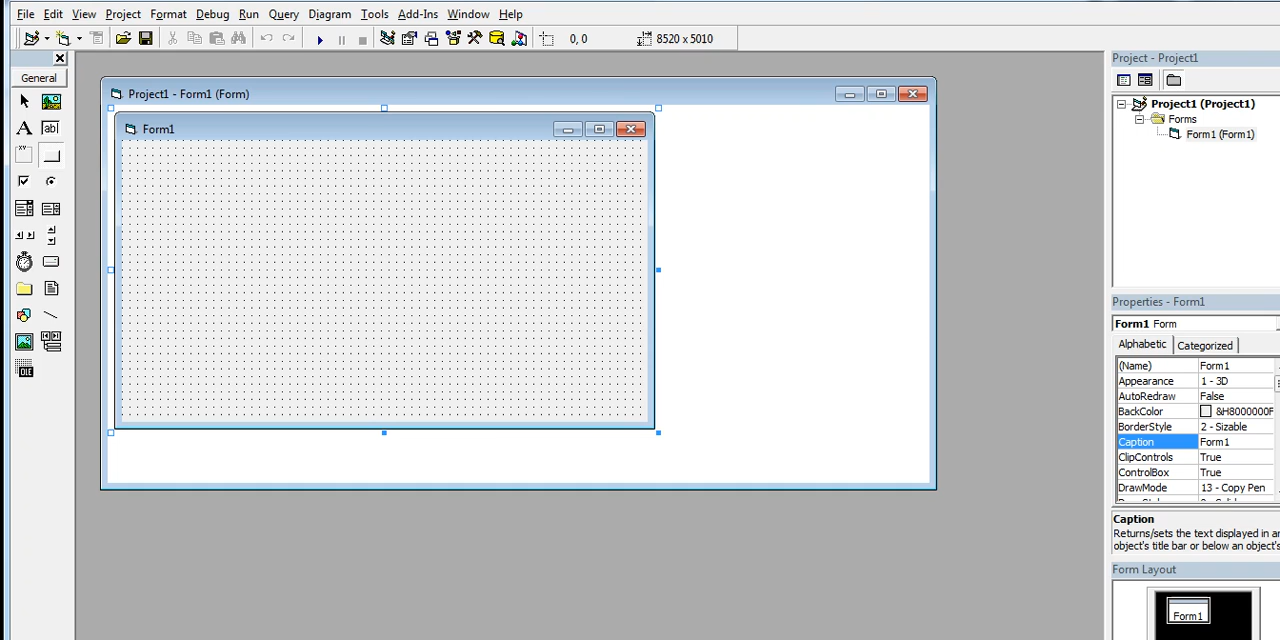 File Edit View Project Format Debug Run Query Diagram Tools Add-Ins Window Help
0, 0 8520 x 5010
General
A ab|
XY
OLE
Project1 - Form1 (Form)
Form1
Project - Project1
Project1 (Project1)
Forms
Form1 (Form1)
Properties - Form1
Form1 Form
Alphabetic Categorized
(Name) Form1
Appearance 1 - 3D
AutoRedraw False
BackColor &H8000000F
BorderStyle 2 - Sizable
Caption Form1
ClipControls True
ControlBox True
DrawMode 13 - Copy Pen
Caption
Returns/sets the text displayed in an
object's title bar or below an object's
Form Layout
Form1